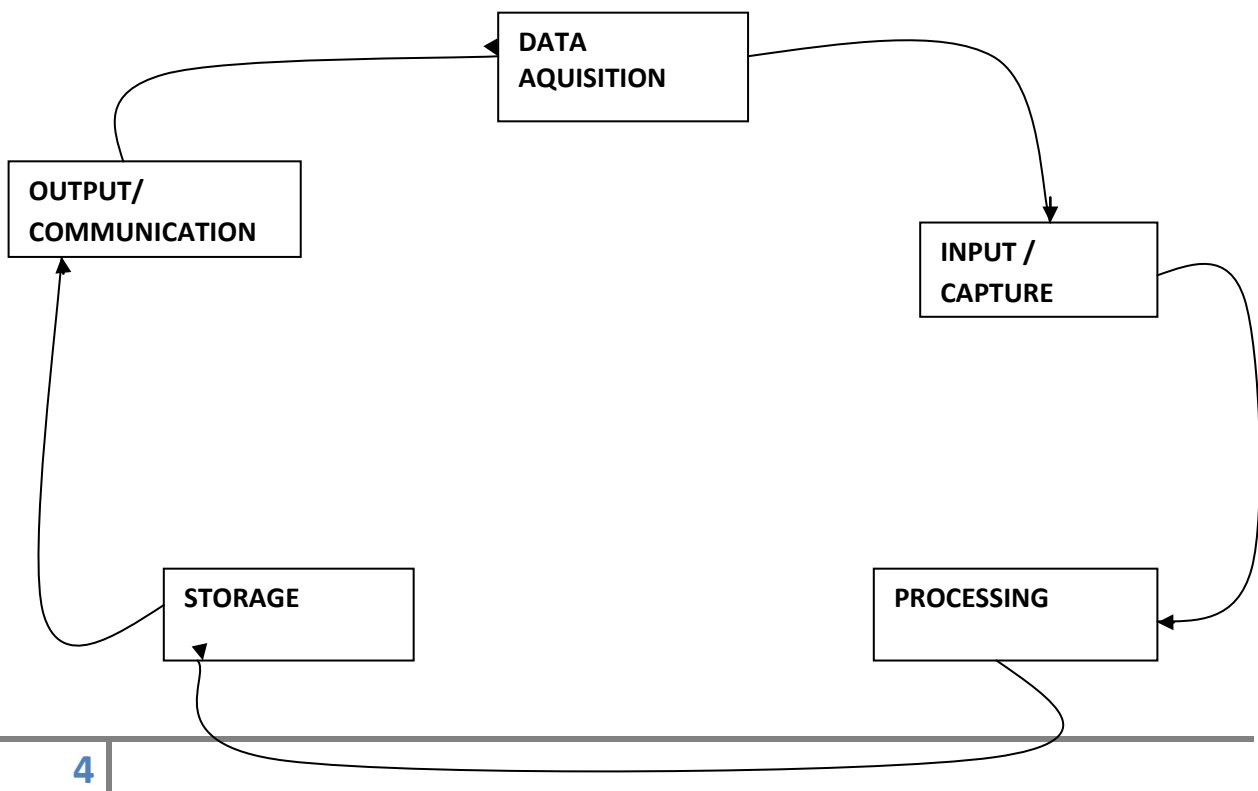 DATA
AQUISITION
OUTPUT/
COMMUNICATION
INPUT /
CAPTURE
STORAGE
PROCESSING
4